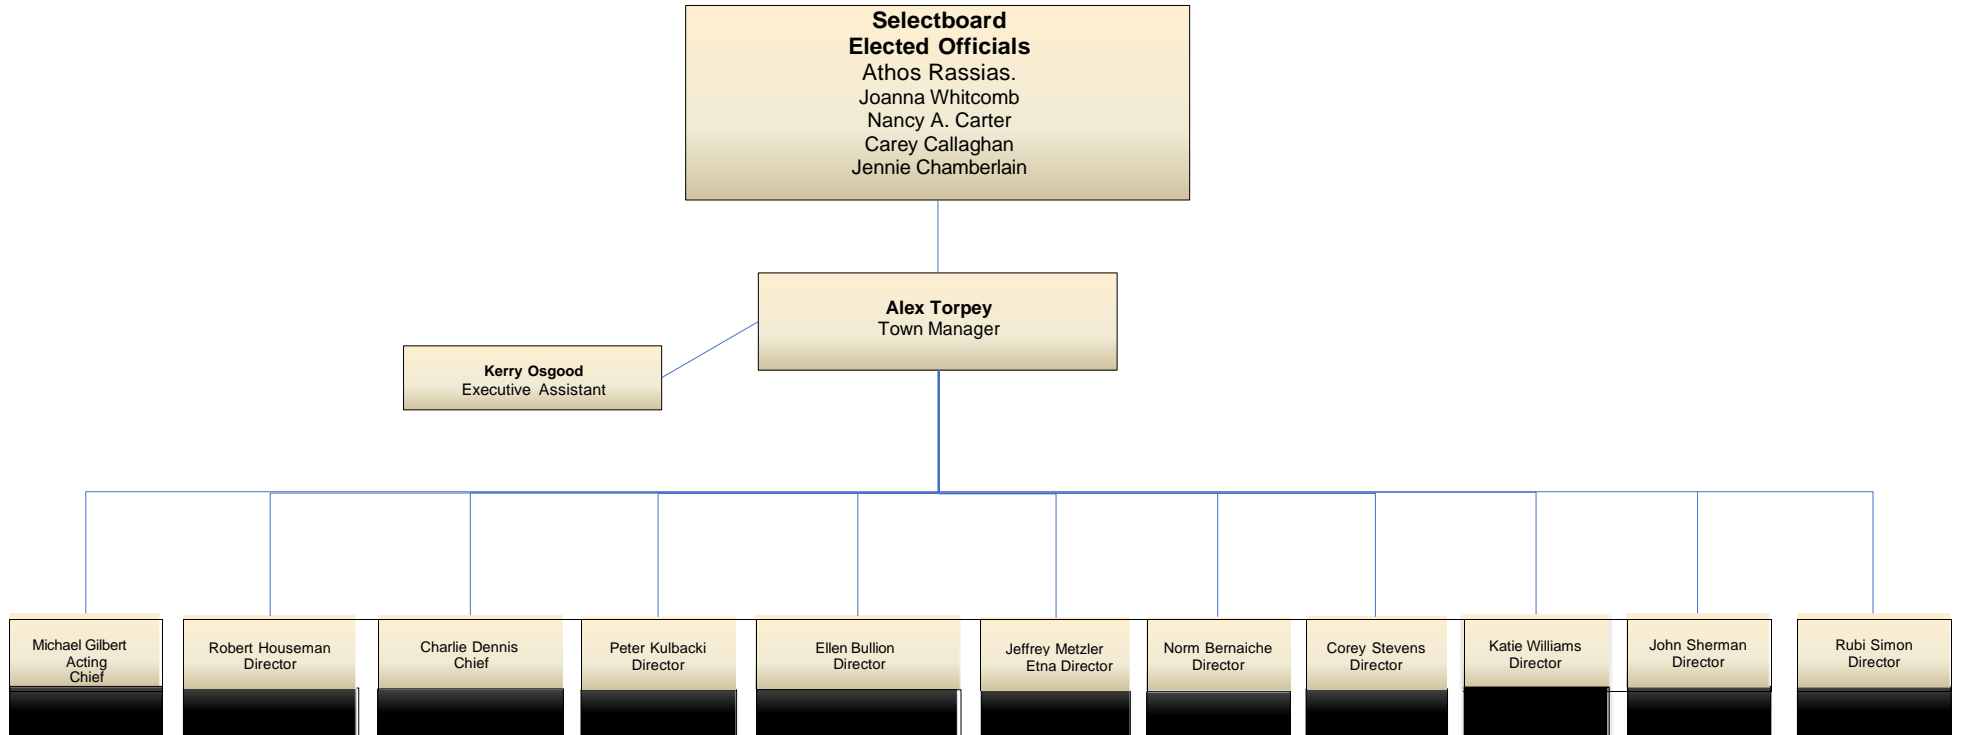 Selectboard
Elected Officials
Athos Rassias.
Joanna Whitcomb
Nancy A. Carter
Carey Callaghan
Jennie Chamberlain
Alex Torpey
Town Manager
Kerry Osgood
Executive Assistant
Michael Gilbert
Acting
Chief
Robert Houseman
Director
Charlie Dennis
Chief
Peter Kulbacki
Director
Ellen Bullion
Director
Jeffrey Metzler
Etna Director
Norm Bernaiche
Director
Corey Stevens
Director
Katie Williams
Director
John Sherman
Director
Rubi Simon
Director